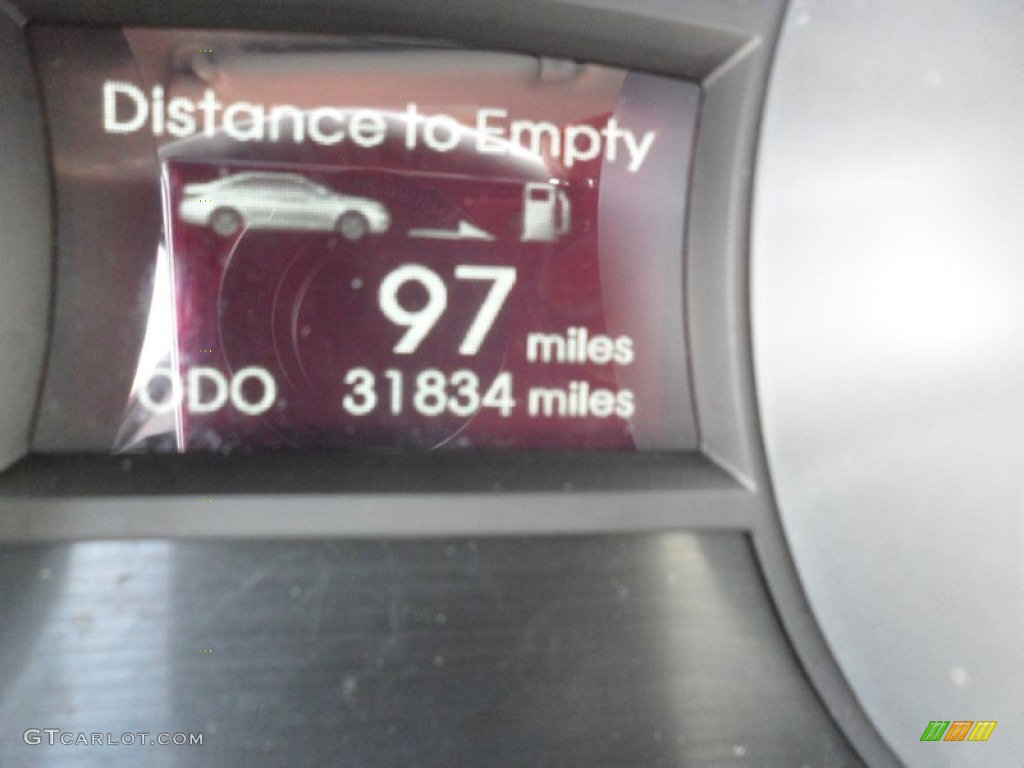 Distance to Empty
97 miles
ODO 31834 miles
GTCARLOT.COM